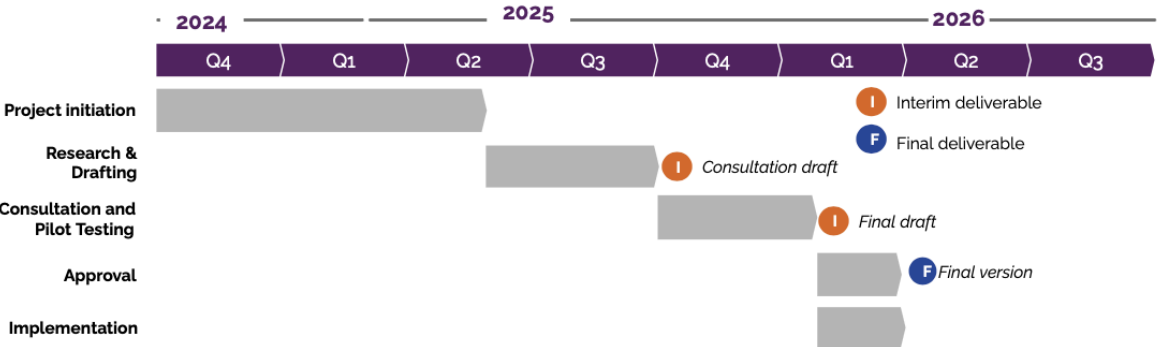 2024
2025
2026
Q4
Q1
Q2
Q3
Q4
Q1
Q2
Q3
Project initiation
I Interim deliverable
F Final deliverable
Research &
Drafting
I Consultation draft
Consultation and
Pilot Testing
I Final draft
Approval
F Final version
Implementation